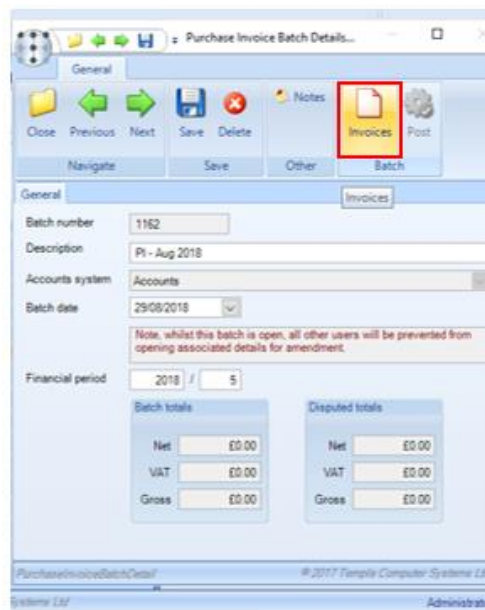 Purchase Invoice Batch Details...
General
Close Previous Next Save Delete Notes Invoices Post
Navigate Save Other Batch
General Invoices
Batch number 1162
Description PI - Aug 2018
Accounts system Accounts
Batch date 29/08/2018
Note, whilst this batch is open, all other users will be prevented from
opening associated details for amendment.
Financial period 2018 / 5
Batch totals Disputed totals
Net £0.00 Net £0.00
VAT £0.00 VAT £0.00
Gross £0.00 Gross £0.00
PurchaseInvoiceBatchDetail © 2017 Templa Computer Systems Ltd
Systems Ltd Administrat